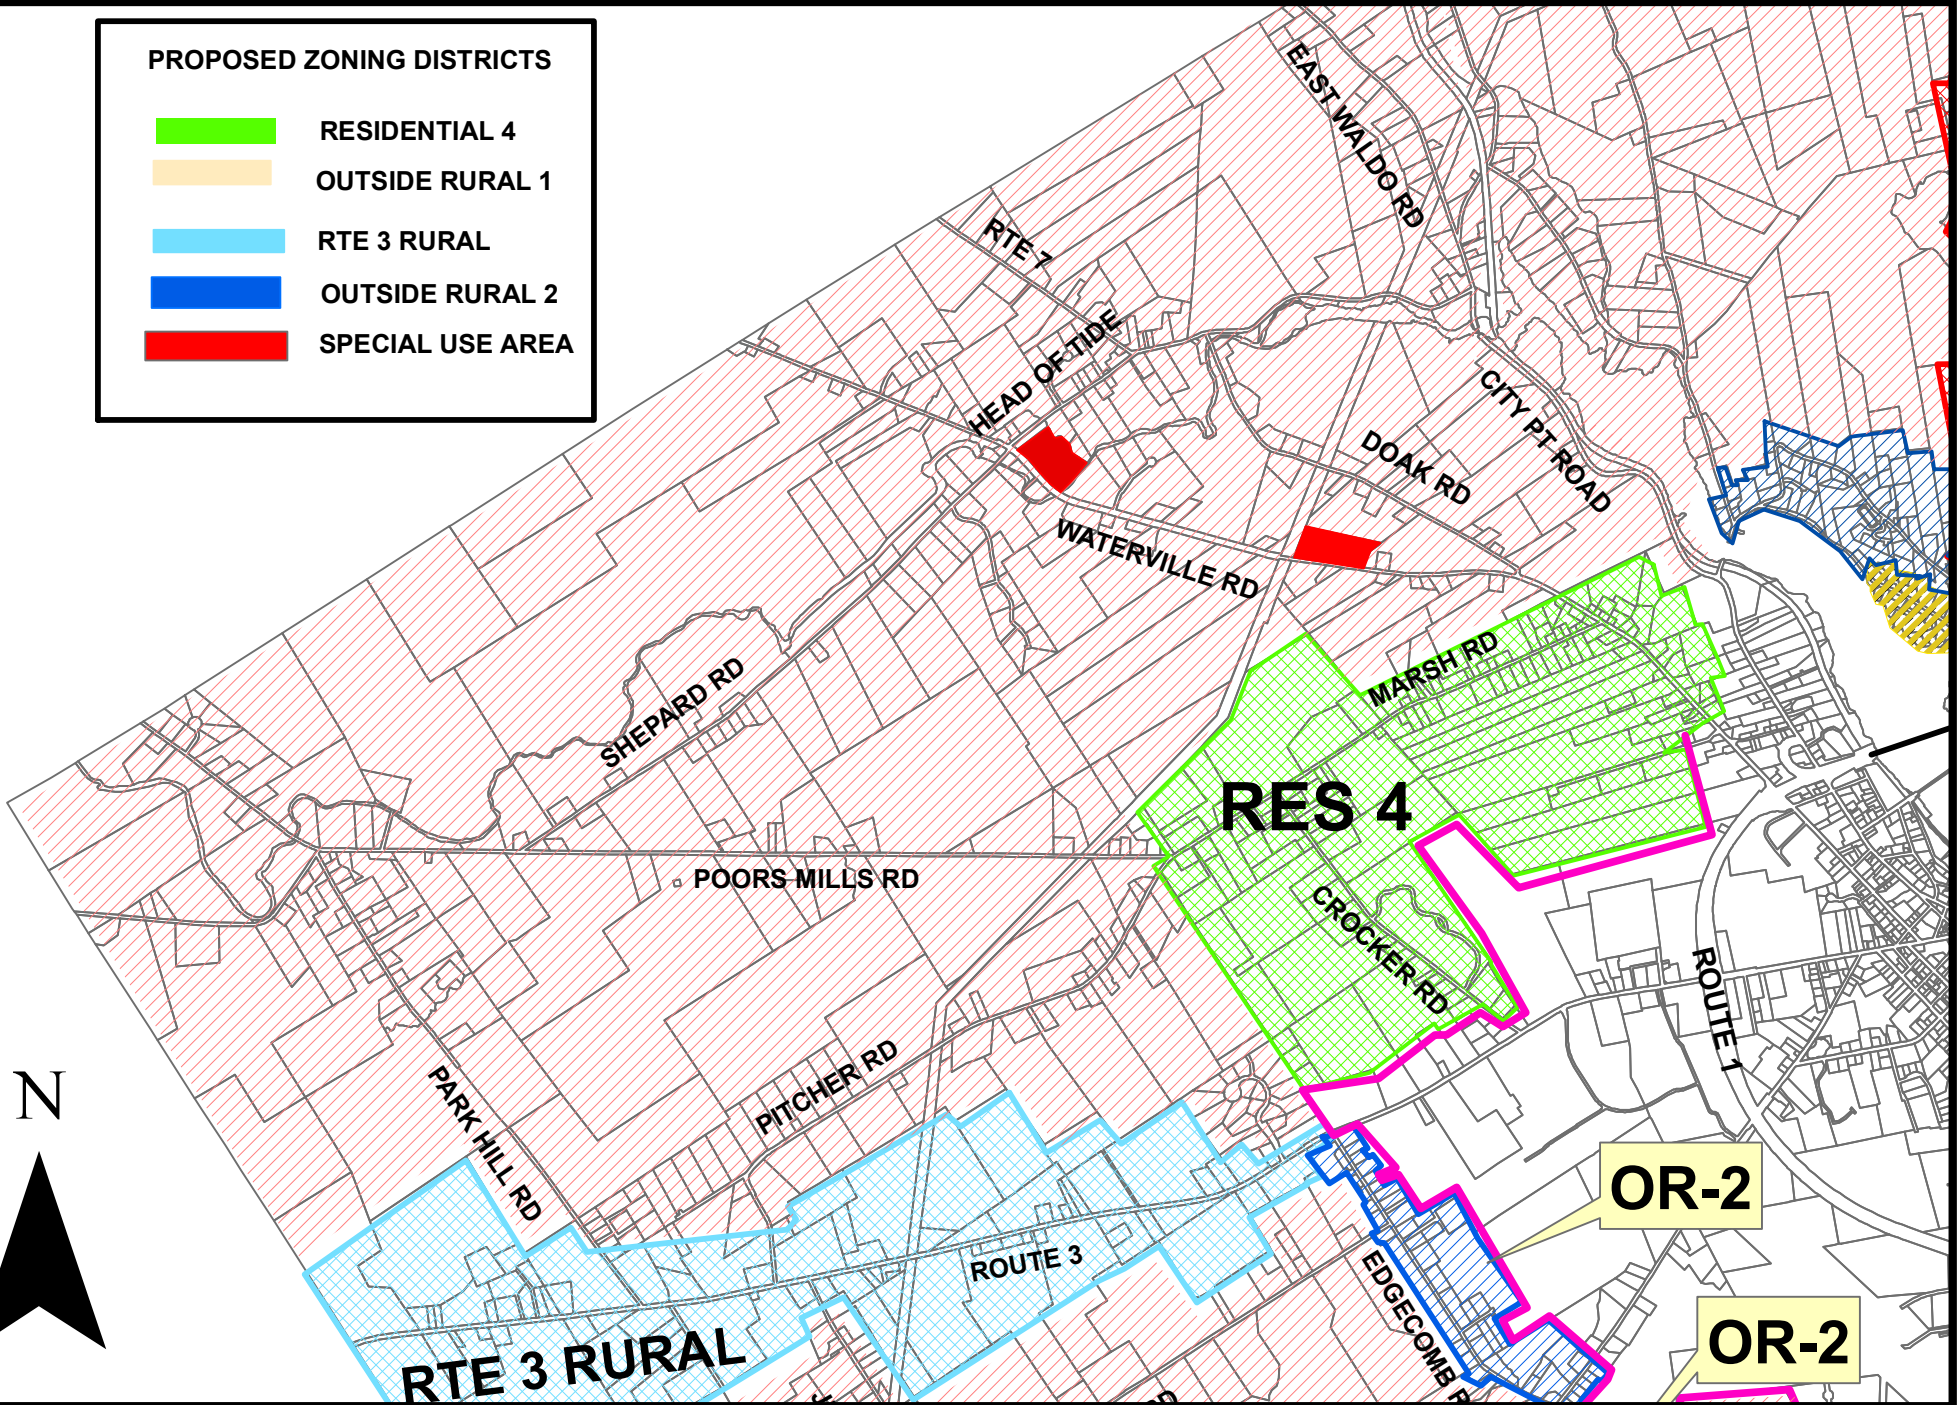 PROPOSED ZONING DISTRICTS
RESIDENTIAL 4
OUTSIDE RURAL 1
RTE 3 RURAL
OUTSIDE RURAL 2
SPECIAL USE AREA
EAST WALDO RD
RTE 7
HEAD OF TIDE
CITY PT ROAD
DOAK RD
WATERVILLE RD
MARSH RD
SHEPARD RD
RES 4
POORS MILLS RD
CROCKER RD
ROUTE 1
PITCHER RD
PARK HILL RD
N
OR-2
ROUTE 3
EDGECOMB R
RTE 3 RURAL
OR-2